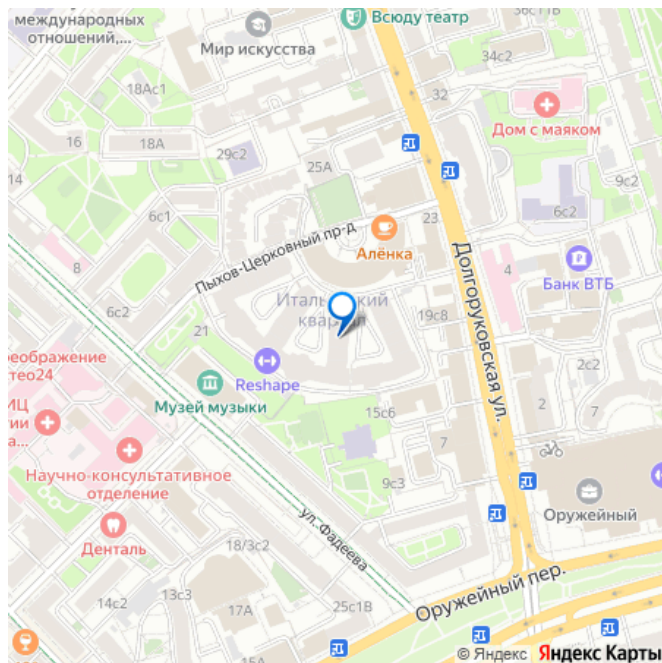 международных
отношений,...
Мир искусства
Всюду театр
36с11Б
34с2
32
Дом с маяком
18Ас1
16
18А
29с2
25А
14
6с1
9с2
6с2
23
Пыхов-Церковный пр-д
Алёнка
8
4
Банк ВТБ
Долгоруковская ул.
6с2
21
19с8
Reshape
2с2
реображение
тео24
Музей музыки
15с6
2
7
ИЦ
гии
а...
7
Научно-консультативное
отделение
9с3
Оружейный
Денталь
ул. Фадеева
18/3с2
Оружейный пер.
14с2
13с3
17А
25с1В
15А
© Яндекс Яндекс Карты